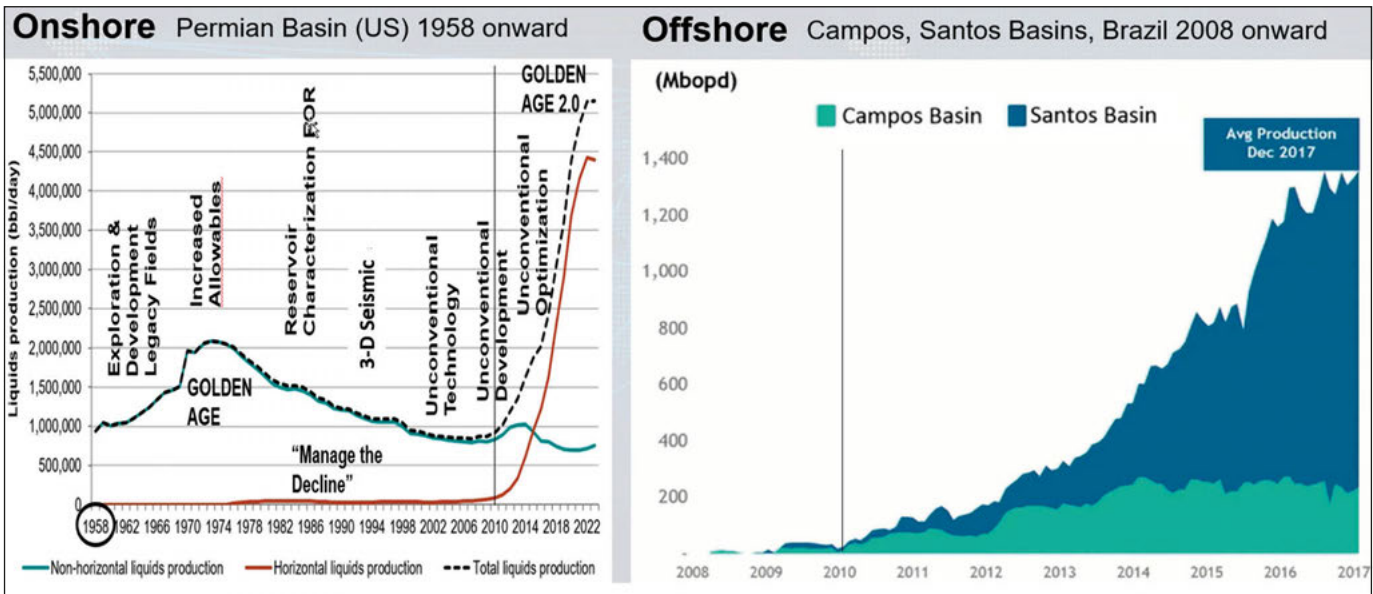 Onshore Permian Basin (US) 1958 onward
Liquids production (bbl/day)
5,500,000
5,000,000
4,500,000
4,000,000
3,500,000
3,000,000
2,500,000
2,000,000
1,500,000
1,000,000
500,000
0
Exploration &
Development
Legacy Fields
Increased
Allowables
Reservoir
Characterization EOR
3-D Seismic
Unconventional
Technology
Unconventional
Development
Unconventional
Optimization
GOLDEN
AGE 2.0
GOLDEN
AGE
“Manage the
Decline”
1958 1962 1966 1970 1974 1978 1982 1986 1990 1994 1998 2002 2006 2010 2014 2018 2022
Non-horizontal liquids production Horizontal liquids production Total liquids production
Offshore Campos, Santos Basins, Brazil 2008 onward
(Mbopd)
Campos Basin Santos Basin
Avg Production
Dec 2017
1,400
1,200
1,000
800
600
400
200
-
2008 2009 2010 2011 2012 2013 2014 2015 2016 2017